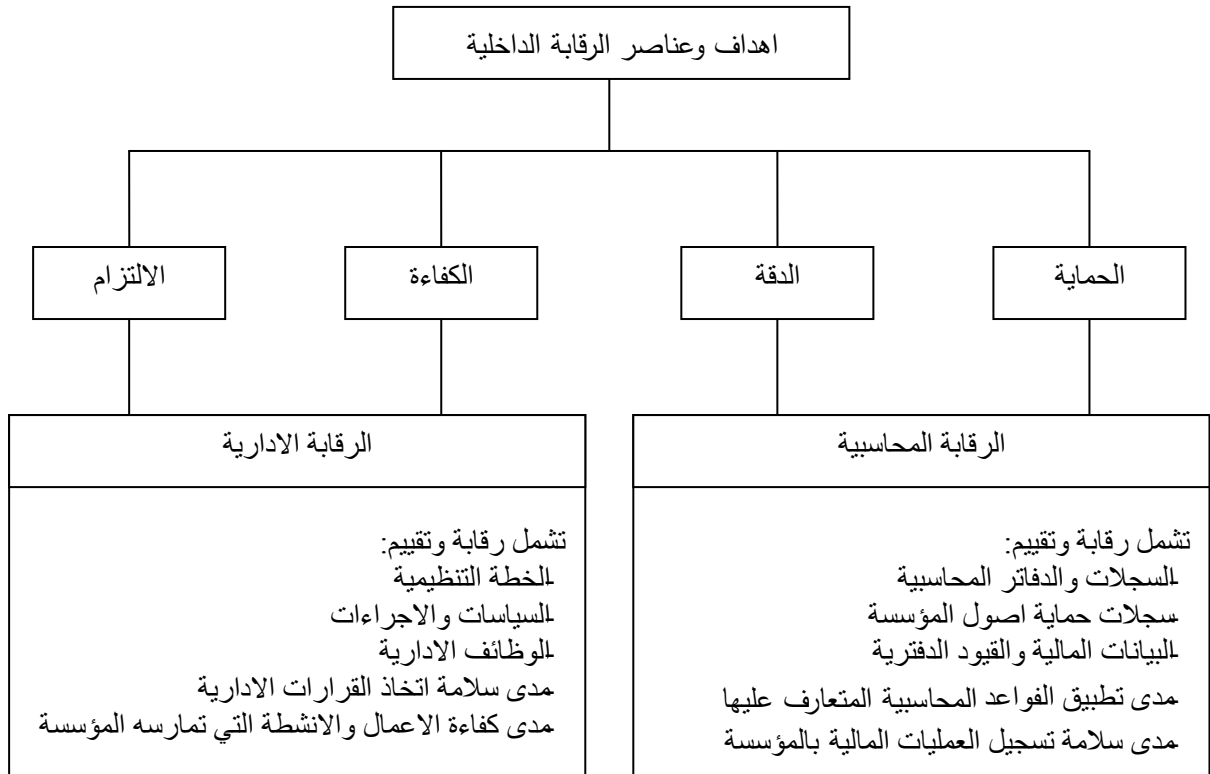 اهداف وعناصر الرقابة الداخلية
الحماية
الدقة
الكفاءة
الالتزام
الرقابة المحاسبية
تشمل رقابة وتقييم:
-السجلات والدفاتر المحاسبية
-سجلات حماية اصول المؤسسة
-البيانات المالية والقيود الدفترية
-مدى تطبيق القواعد المحاسبية المتعارف عليها
-مدى سلامة تسجيل العمليات المالية بالمؤسسة
الرقابة الادارية
تشمل رقابة وتقييم:
-الخطة التنظيمية
-السياسات والاجراءات
-الوظائف الادارية
-مدى سلامة اتخاذ القرارات الادارية
-مدى كفاءة الاعمال والانشطة التي تمارسه المؤسسة